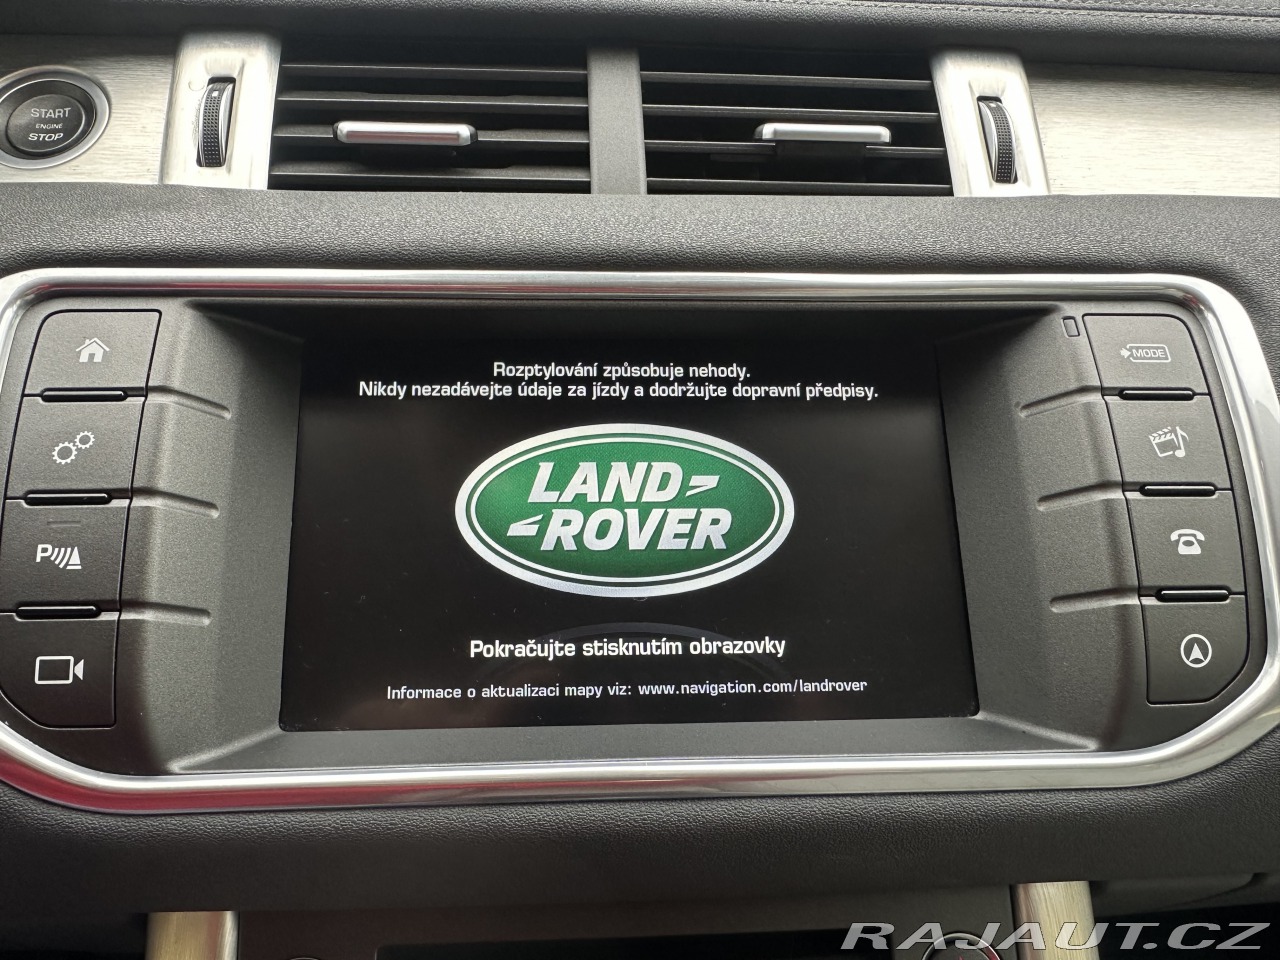 START
ENGINE
STOP
MODE
Rozptylování způsobuje nehody.
Nikdy nezadávejte údaje za jízdy a dodržujte dopravní předpisy.
LAND
ROVER
P
Pokračujte stisknutím obrazovky
Informace o aktualizaci mapy viz: www.navigation.com/landrover
RAJAUT.CZ